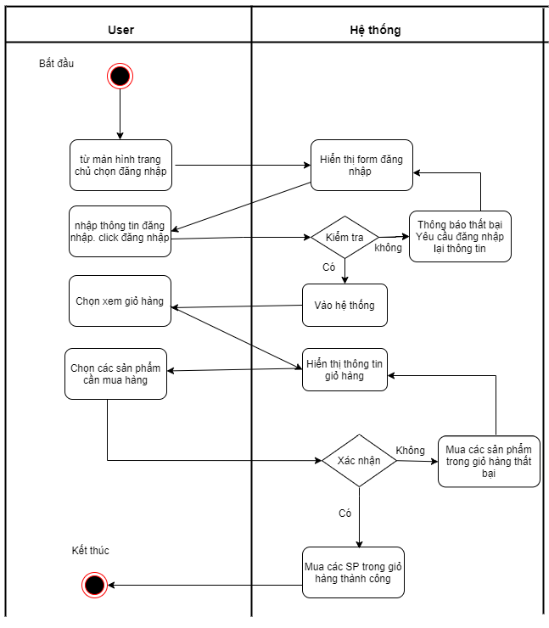 User
Hệ thống
Bắt đầu
từ màn hình trang
chủ chọn đăng nhập
Hiển thị form đăng
nhập
nhập thông tin đăng
nhập. click đăng nhập
Kiểm tra
không
Thông báo thất bại
Yêu cầu đăng nhập
lại thông tin
Có
Chọn xem giỏ hàng
Vào hệ thống
Chọn các sản phẩm
cần mua hàng
Hiển thị thông tin
giỏ hàng
Xác nhận
Không
Mua các sản phẩm
trong giỏ hàng thất
bại
Có
Kết thúc
Mua các SP trong giỏ
hàng thành công